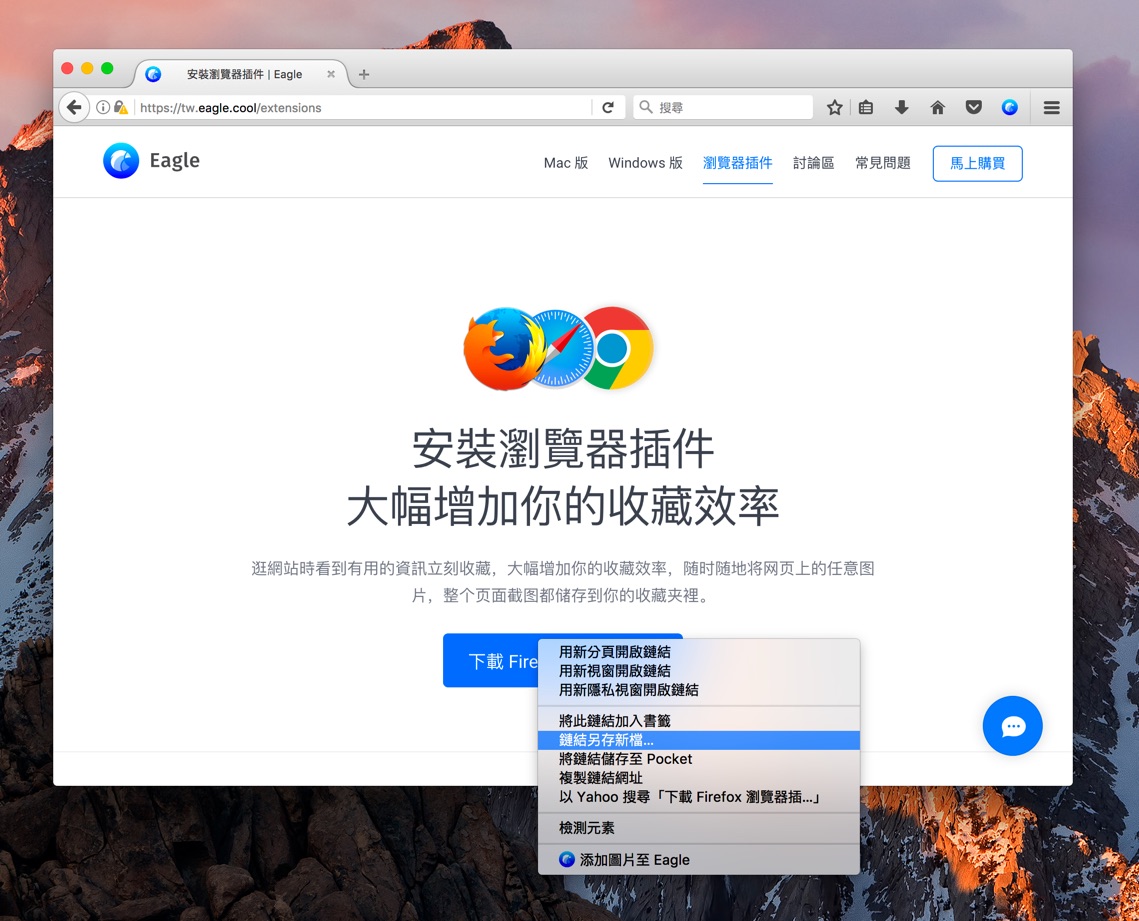 安裝瀏覽器插件 | Eagle
https://tw.eagle.cool/extensions
搜尋
Eagle
Mac 版
Windows 版
瀏覽器插件
討論區
常見問題
馬上購買
安裝瀏覽器插件
大幅增加你的收藏效率
逛網站時看到有用的資訊立刻收藏，大幅增加你的收藏效率，随时随地将网页上的任意图
片，整个页面截图都储存到你的收藏夹裡。
下載 Fire
用新分頁開啟鏈結
用新視窗開啟鏈結
用新隱私視窗開啟鏈結
將此鏈結加入書籤
鏈結另存新檔...
將鏈結儲存至 Pocket
複製鏈結網址
以 Yahoo 搜尋「下載 Firefox 瀏覽器插...」
檢測元素
添加圖片至 Eagle